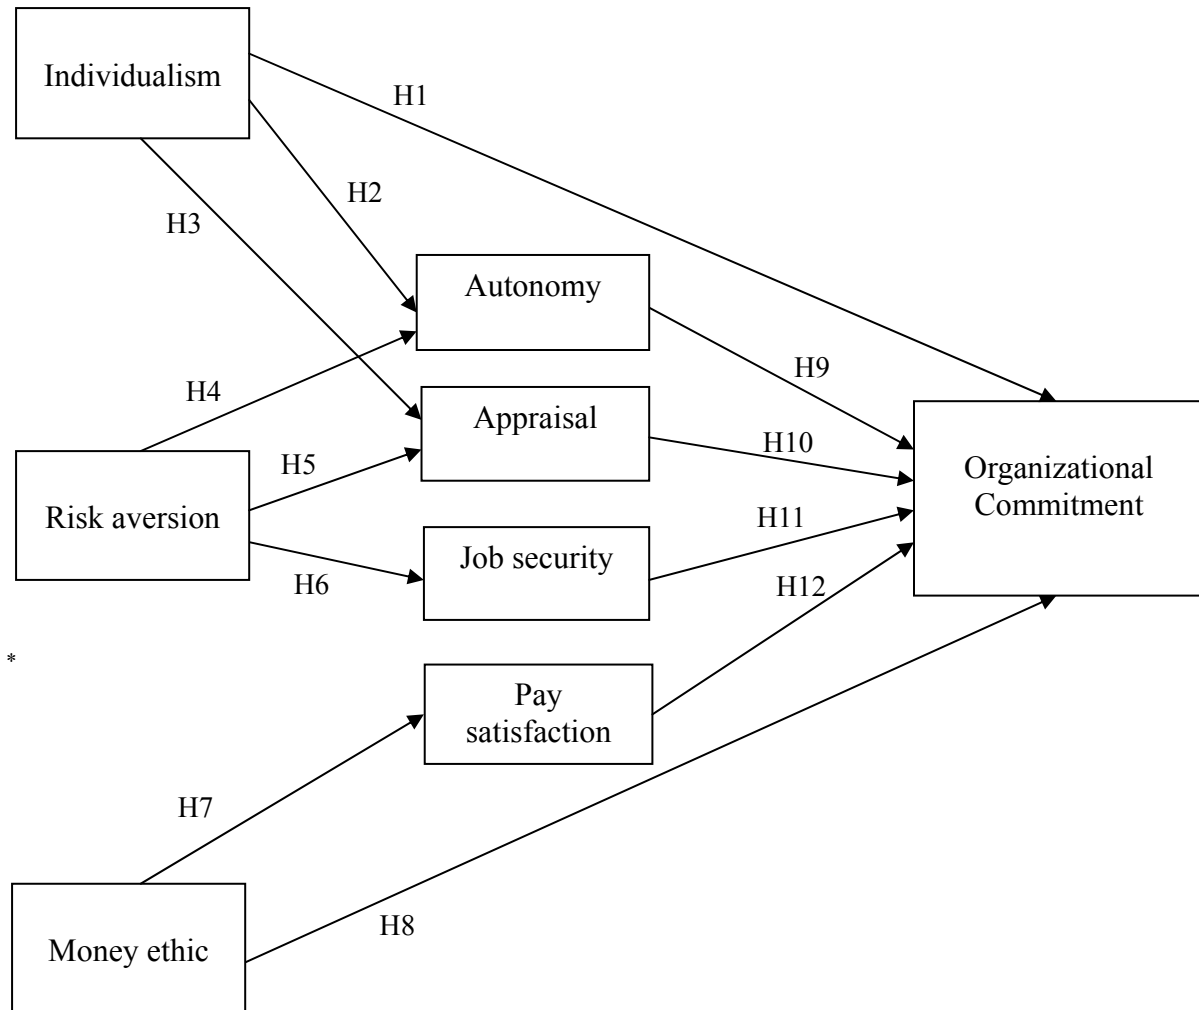 Individualism
H1
H2
H3
Autonomy
H4
H9
Appraisal
H10
H5
Organizational
Commitment
Risk aversion
H11
Job security
H6
H12
*
Pay
satisfaction
H7
H8
Money ethic